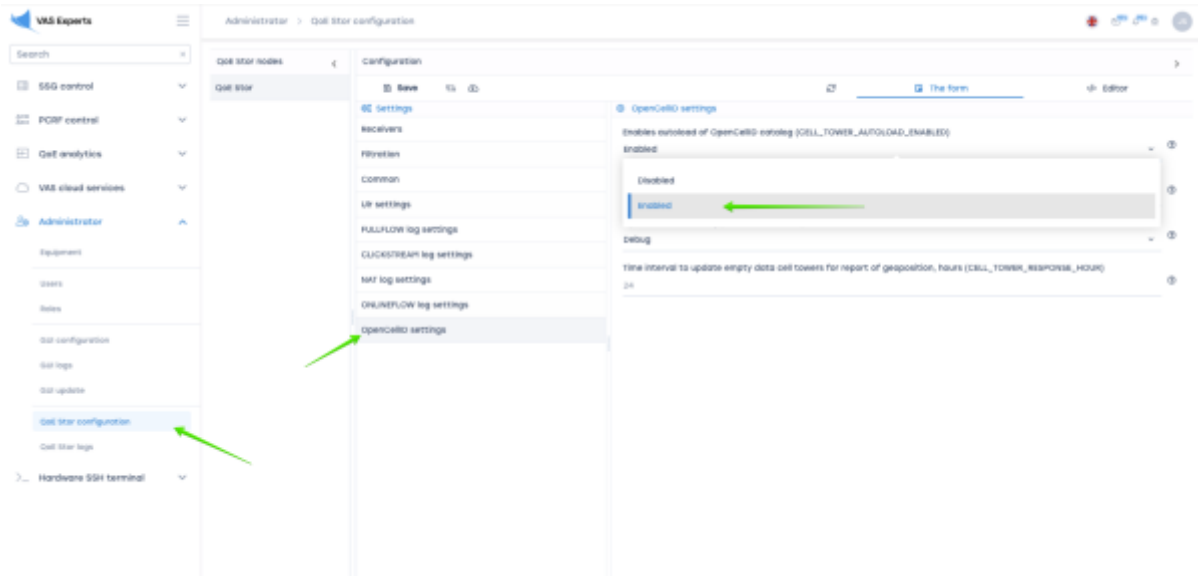 VAS Experts
Administrator > QoE Stor configuration
Search
SSG control
PCRF control
QoE analytics
VAS cloud services
Administrator
Equipment
Users
Roles
GUI configuration
GUI logs
GUI update
QoE Stor configuration
QoE Stor logs
Hardware SSH terminal
QoE Stor nodes
QoE Stor
Configuration
Save
The form
Editor
Settings
Receivers
Filtration
Common
Ulr settings
FULLFLOW log settings
CLICKSTREAM log settings
NAT log settings
ONLINEFLOW log settings
OpenCellID settings
OpenCellID settings
Enables autoload of OpenCellID catalog (CELL_TOWER_AUTOLOAD_ENABLED)
Enabled
Disabled
Enabled
Debug
Time interval to update empty data cell towers for report of geoposition, hours (CELL_TOWER_RESPONSE_HOUR)
24